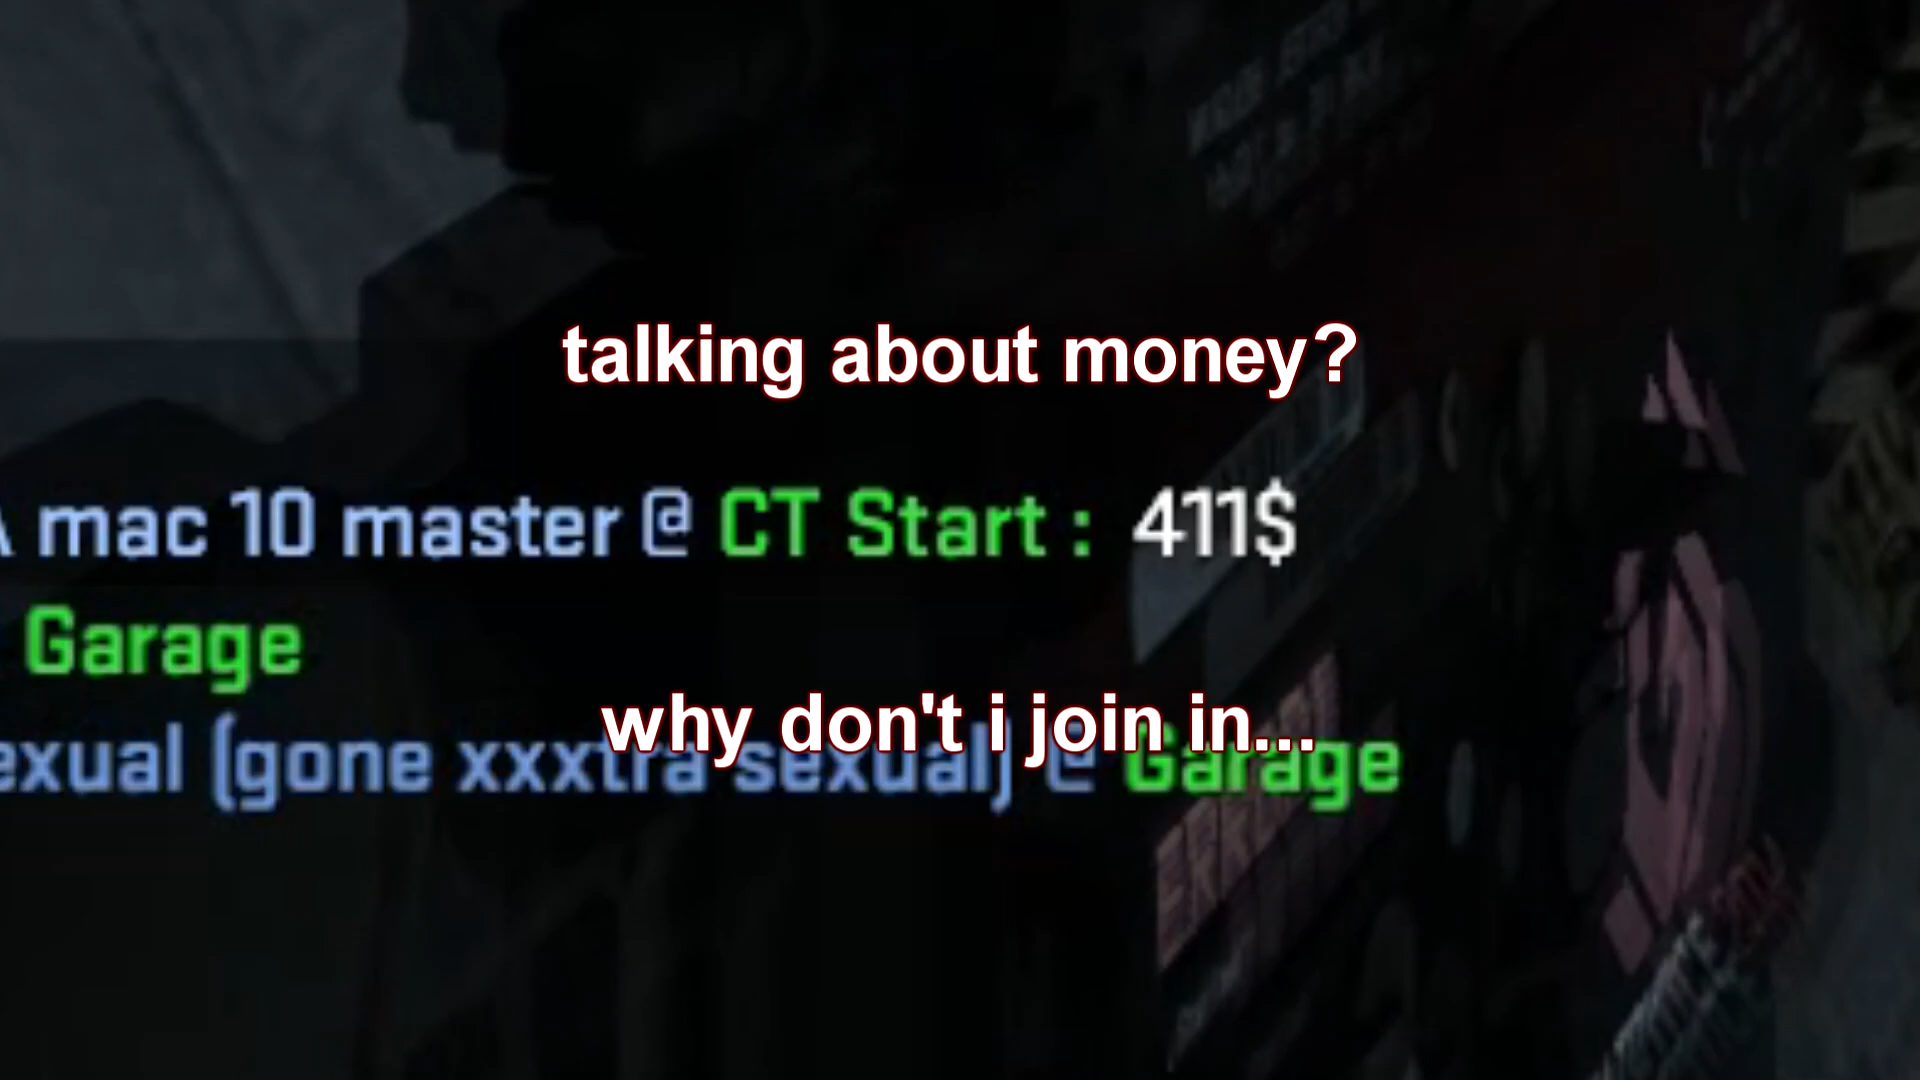 talking about money?
mac 10 master @ CT Start : 411$
Garage
why don't i join in...
exual (gone xxxtra sexual) @ Garage